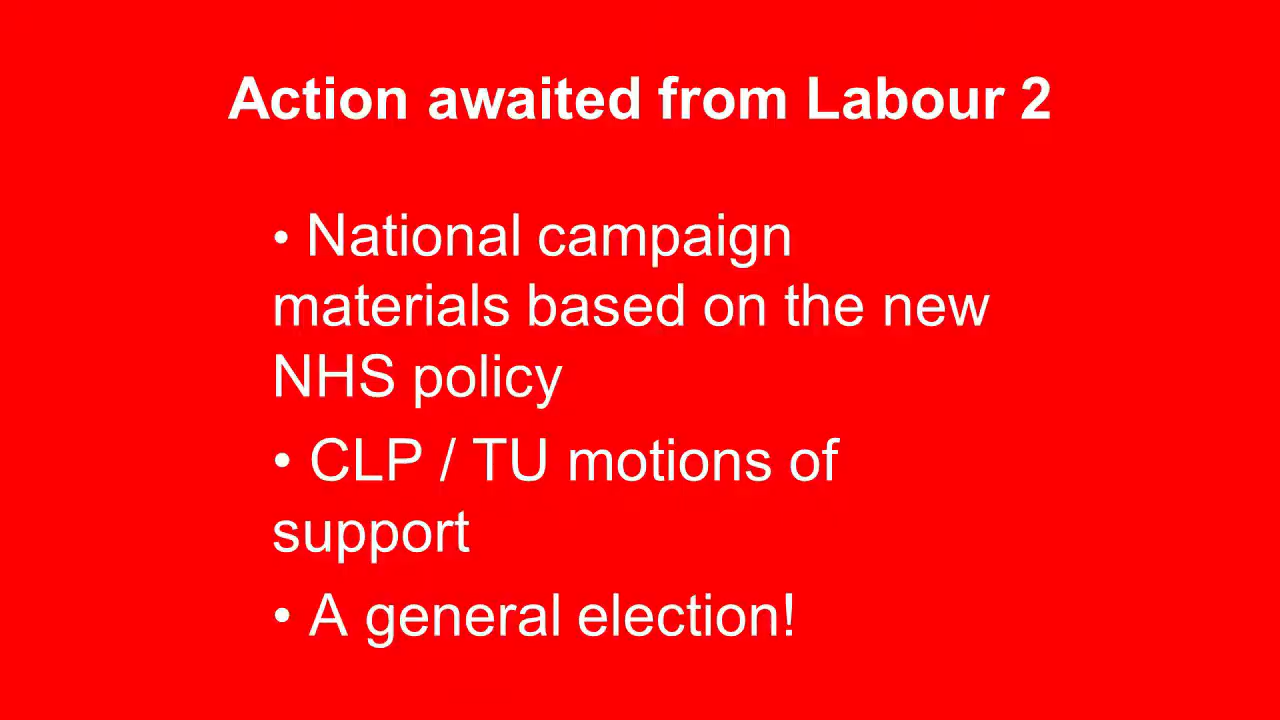 Action awaited from Labour 2
• National campaign
materials based on the new
NHS policy
• CLP / TU motions of
support
• A general election!